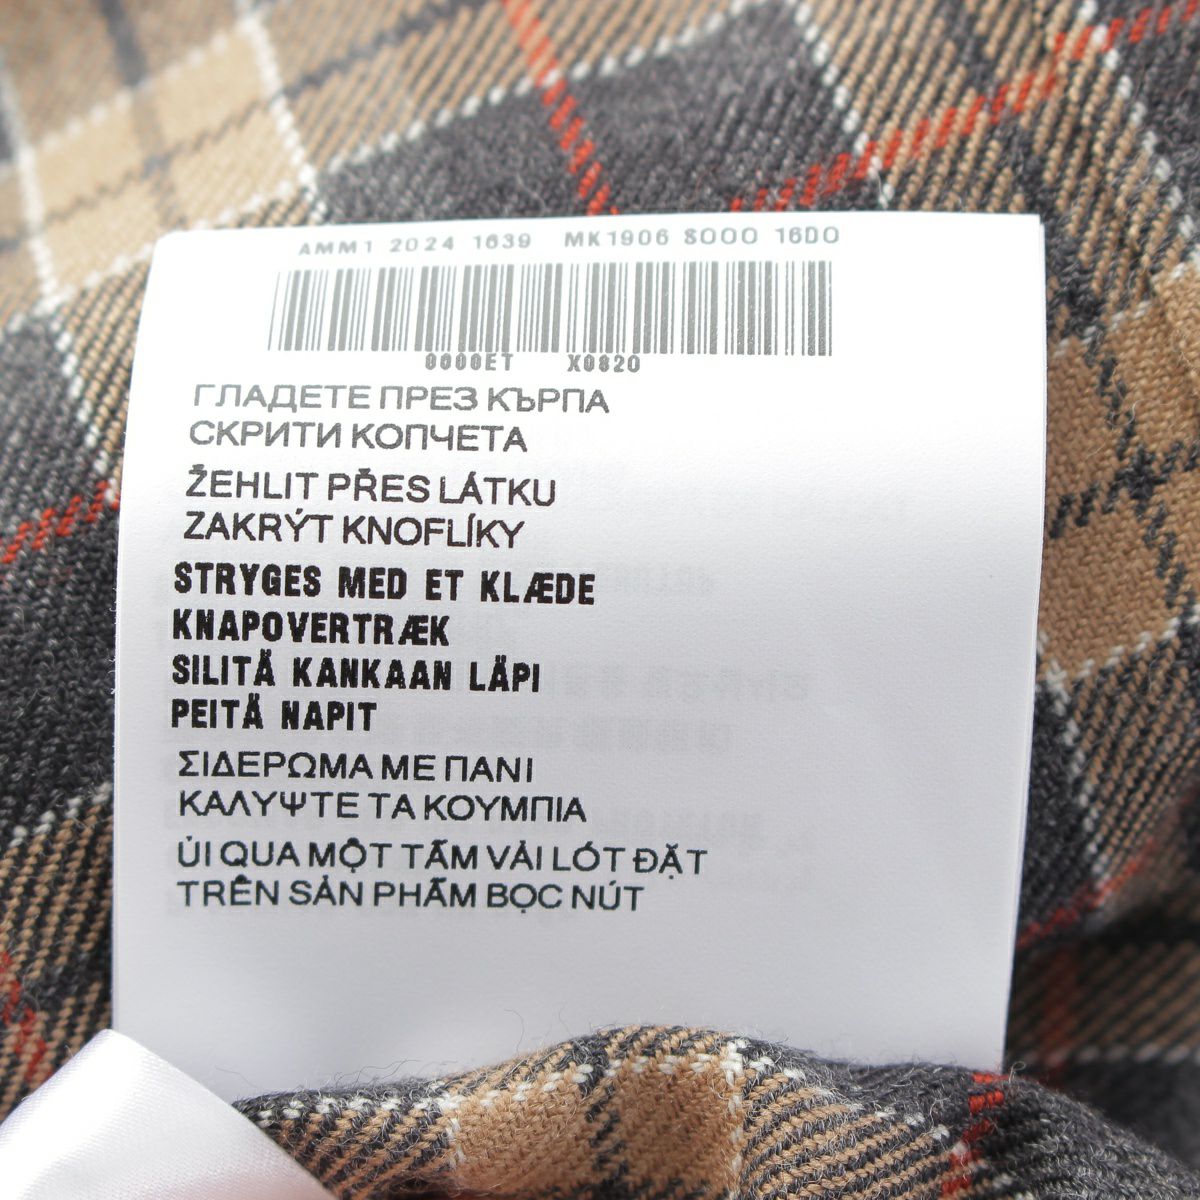 AMM1 2024 1639 MK1906 S000 16D0
0000ET X0820
ГЛАДЕТЕ ПРЕЗ КЪРПА
СКРИТИ КОПЧЕТА
ŽEHLIT PŘES LÁTKU
ZAKRÝT KNOFLÍKY
STRYGES MED ET KLÆDE
KNAPOVERTRÆK
SILITÄ KANKAAN LÄPI
PEITÄ NAPIT
ΣΙΔΕΡΩΜΑ ΜΕ ΠΑΝΙ
ΚΑΛΥΨΤΕ ΤΑ ΚΟΥΜΠΙΑ
ỦI QUA MỘT TẤM VẢI LÓT ĐẶT
TRÊN SẢN PHẨM BỌC NÚT